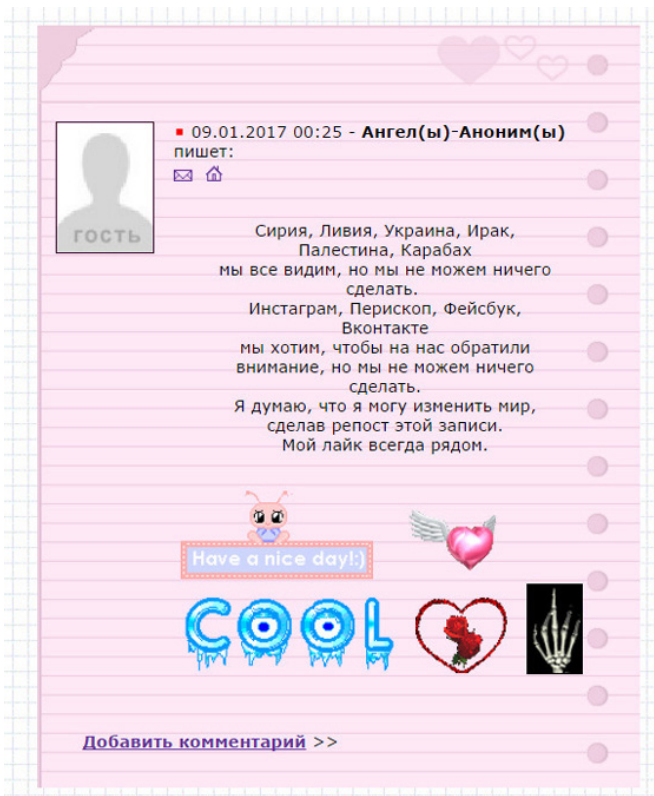 09.01.2017 00:25 - Ангел(ы)-Аноним(ы)
пишет:
гость
Сирия, Ливия, Украина, Ирак,
Палестина, Карабах
мы все видим, но мы не можем ничего
сделать.
Инстаграм, Перископ, Фейсбук,
Вконтакте
мы хотим, чтобы на нас обратили
внимание, но мы не можем ничего
сделать.
Я думаю, что я могу изменить мир,
сделав репост этой записи.
Мой лайк всегда рядом.
Have a nice day!:)
COOL
Добавить комментарий >>